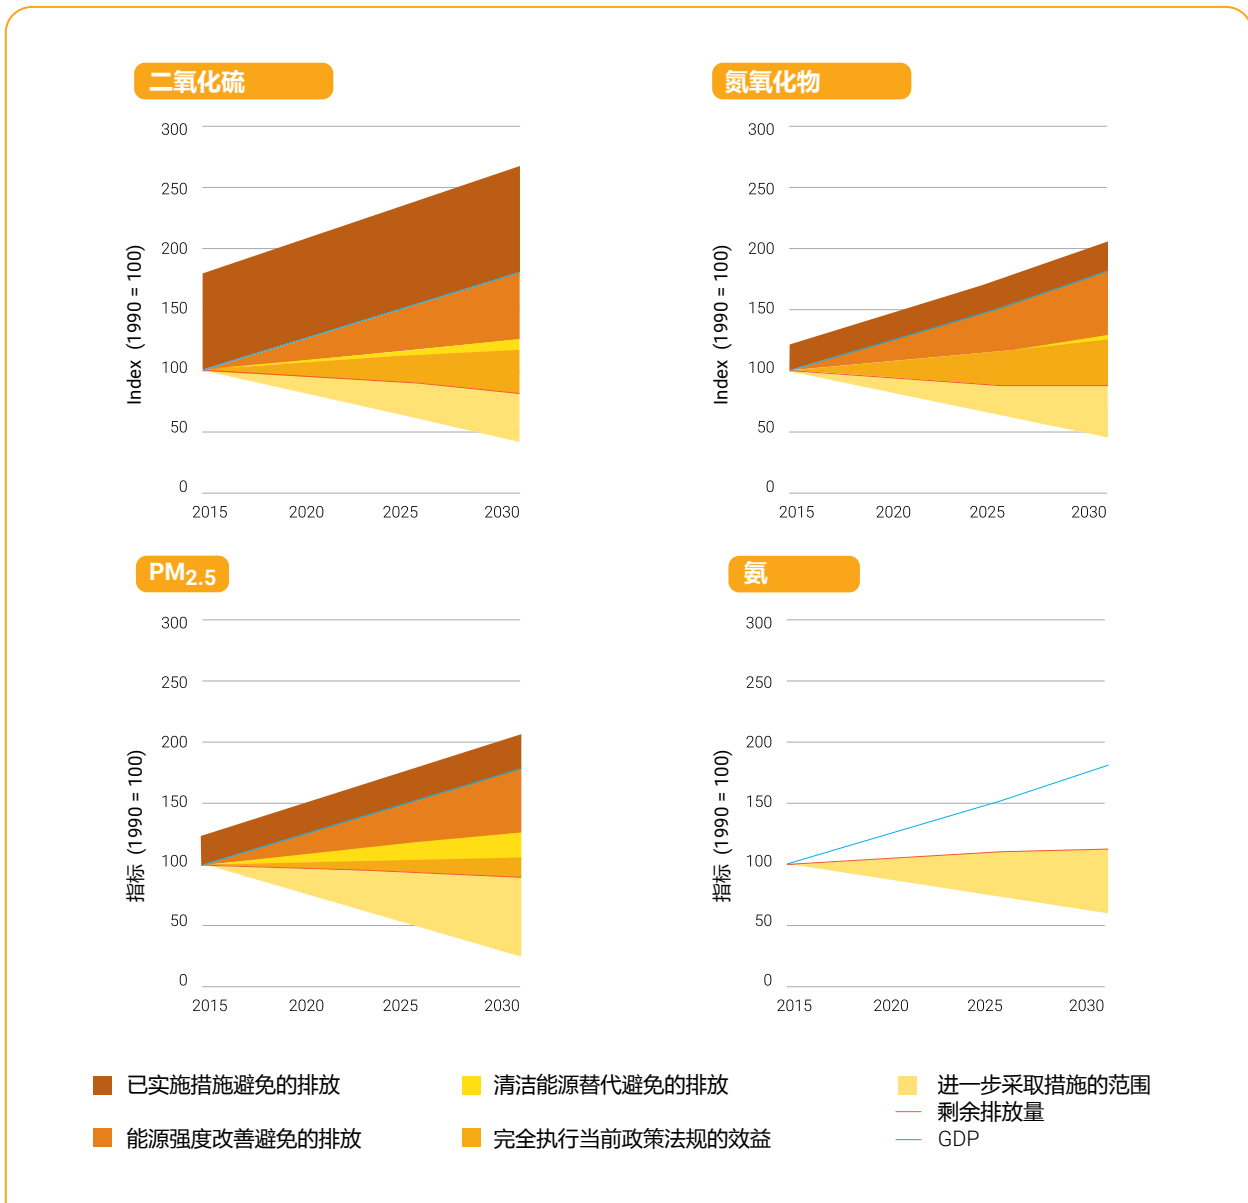 二氧化硫
300
250
200
150
100
50
0
Index (1990 = 100)
2015 2020 2025 2030
氮氧化物
300
250
200
150
100
50
0
Index (1990 = 100)
2015 2020 2025 2030
PM2.5
300
250
200
150
100
50
0
指标 (1990 = 100)
2015 2020 2025 2030
氨
300
250
200
150
100
50
0
指标 (1990 = 100)
2015 2020 2025 2030
已实施措施避免的排放
能源强度改善避免的排放
清洁能源替代避免的排放
完全执行当前政策法规的效益
进一步采取措施的范围
剩余排放量
GDP